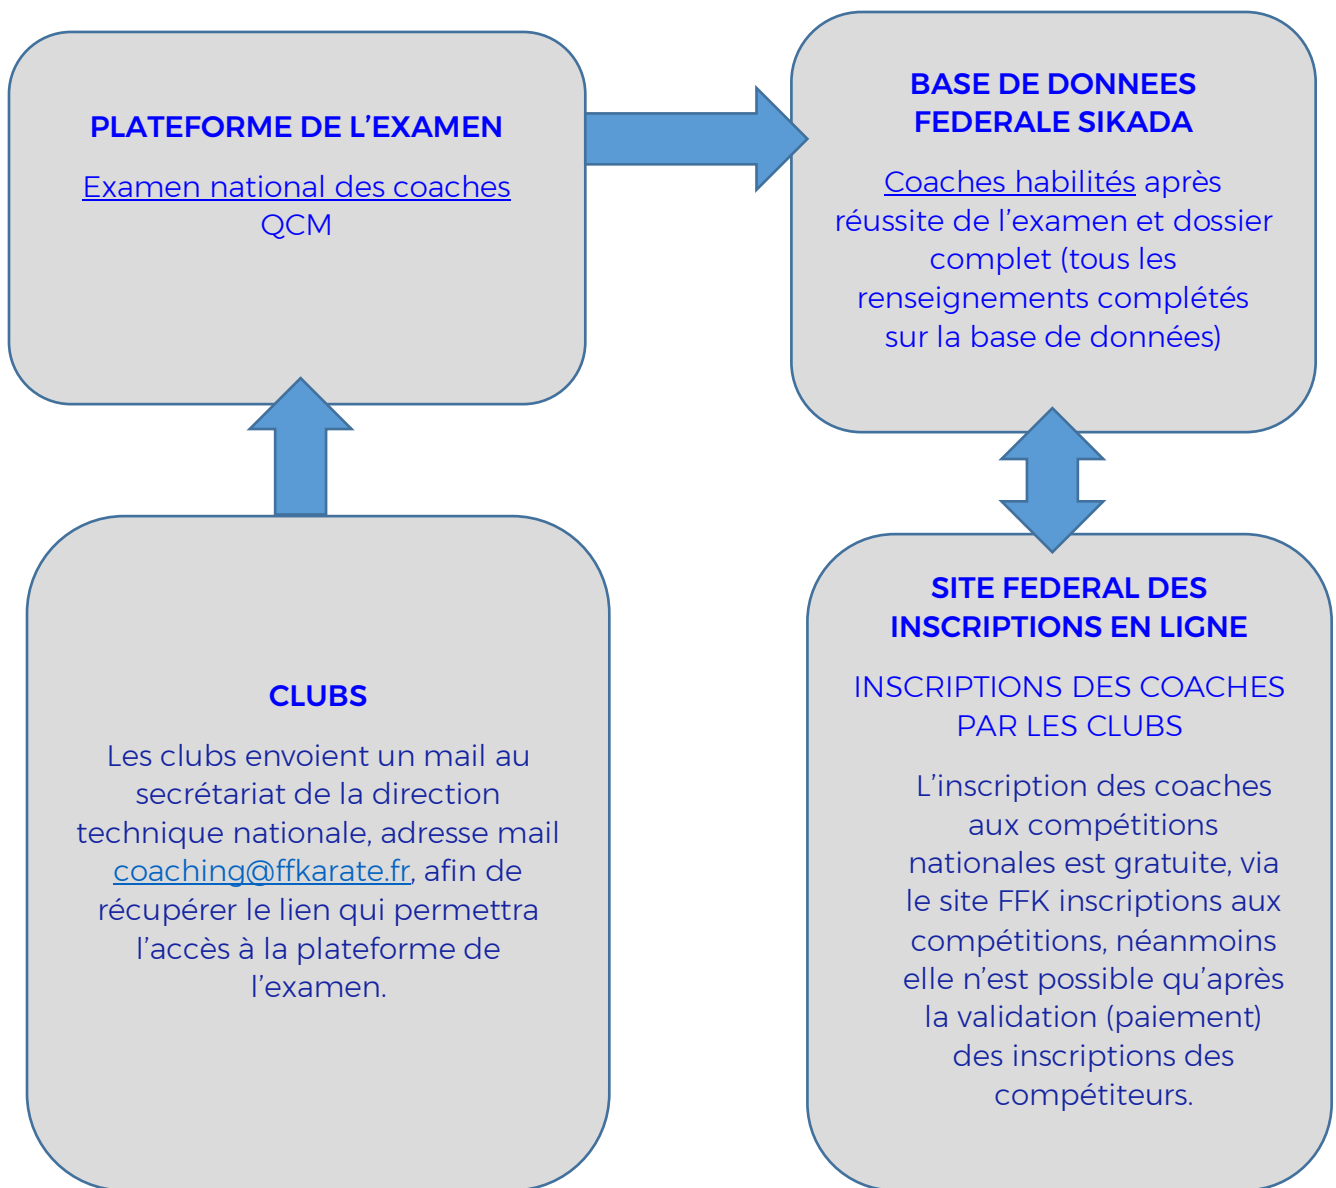 PLATEFORME DE L'EXAMEN
Examen national des coaches
QCM
BASE DE DONNEES
FEDERALE SIKADA
Coaches habilités après
réussite de l'examen et dossier
complet (tous les
renseignements complétés
sur la base de données)
CLUBS
Les clubs envoient un mail au
secrétariat de la direction
technique nationale, adresse mail
coaching@ffkarate.fr, afin de
récupérer le lien qui permettra
l'accès à la plateforme de
l'examen.
SITE FEDERAL DES
INSCRIPTIONS EN LIGNE
INSCRIPTIONS DES COACHES
PAR LES CLUBS
L'inscription des coaches
aux compétitions
nationales est gratuite, via
le site FFK inscriptions aux
compétitions, néanmoins
elle n'est possible qu'après
la validation (paiement)
des inscriptions des
compétiteurs.